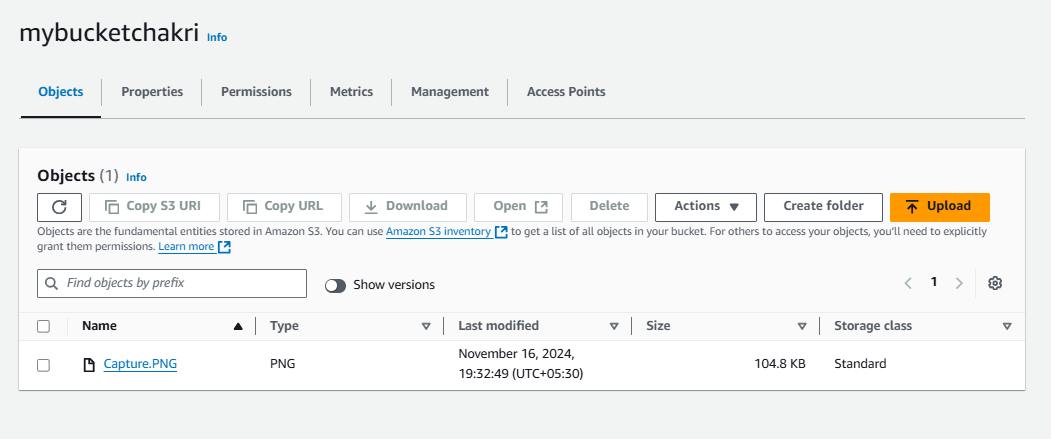 mybucketchakri Info
Objects Properties Permissions Metrics Management Access Points
Objects (1) Info
Copy S3 URI Copy URL Download Open Delete Actions Create folder Upload
Objects are the fundamental entities stored in Amazon S3. You can use Amazon S3 inventory to get a list of all objects in your bucket. For others to access your objects, you'll need to explicitly
grant them permissions. Learn more
Find objects by prefix Show versions 1
Name Type Last modified Size Storage class
Capture.PNG PNG November 16, 2024, 104.8 KB Standard
19:32:49 (UTC+05:30)